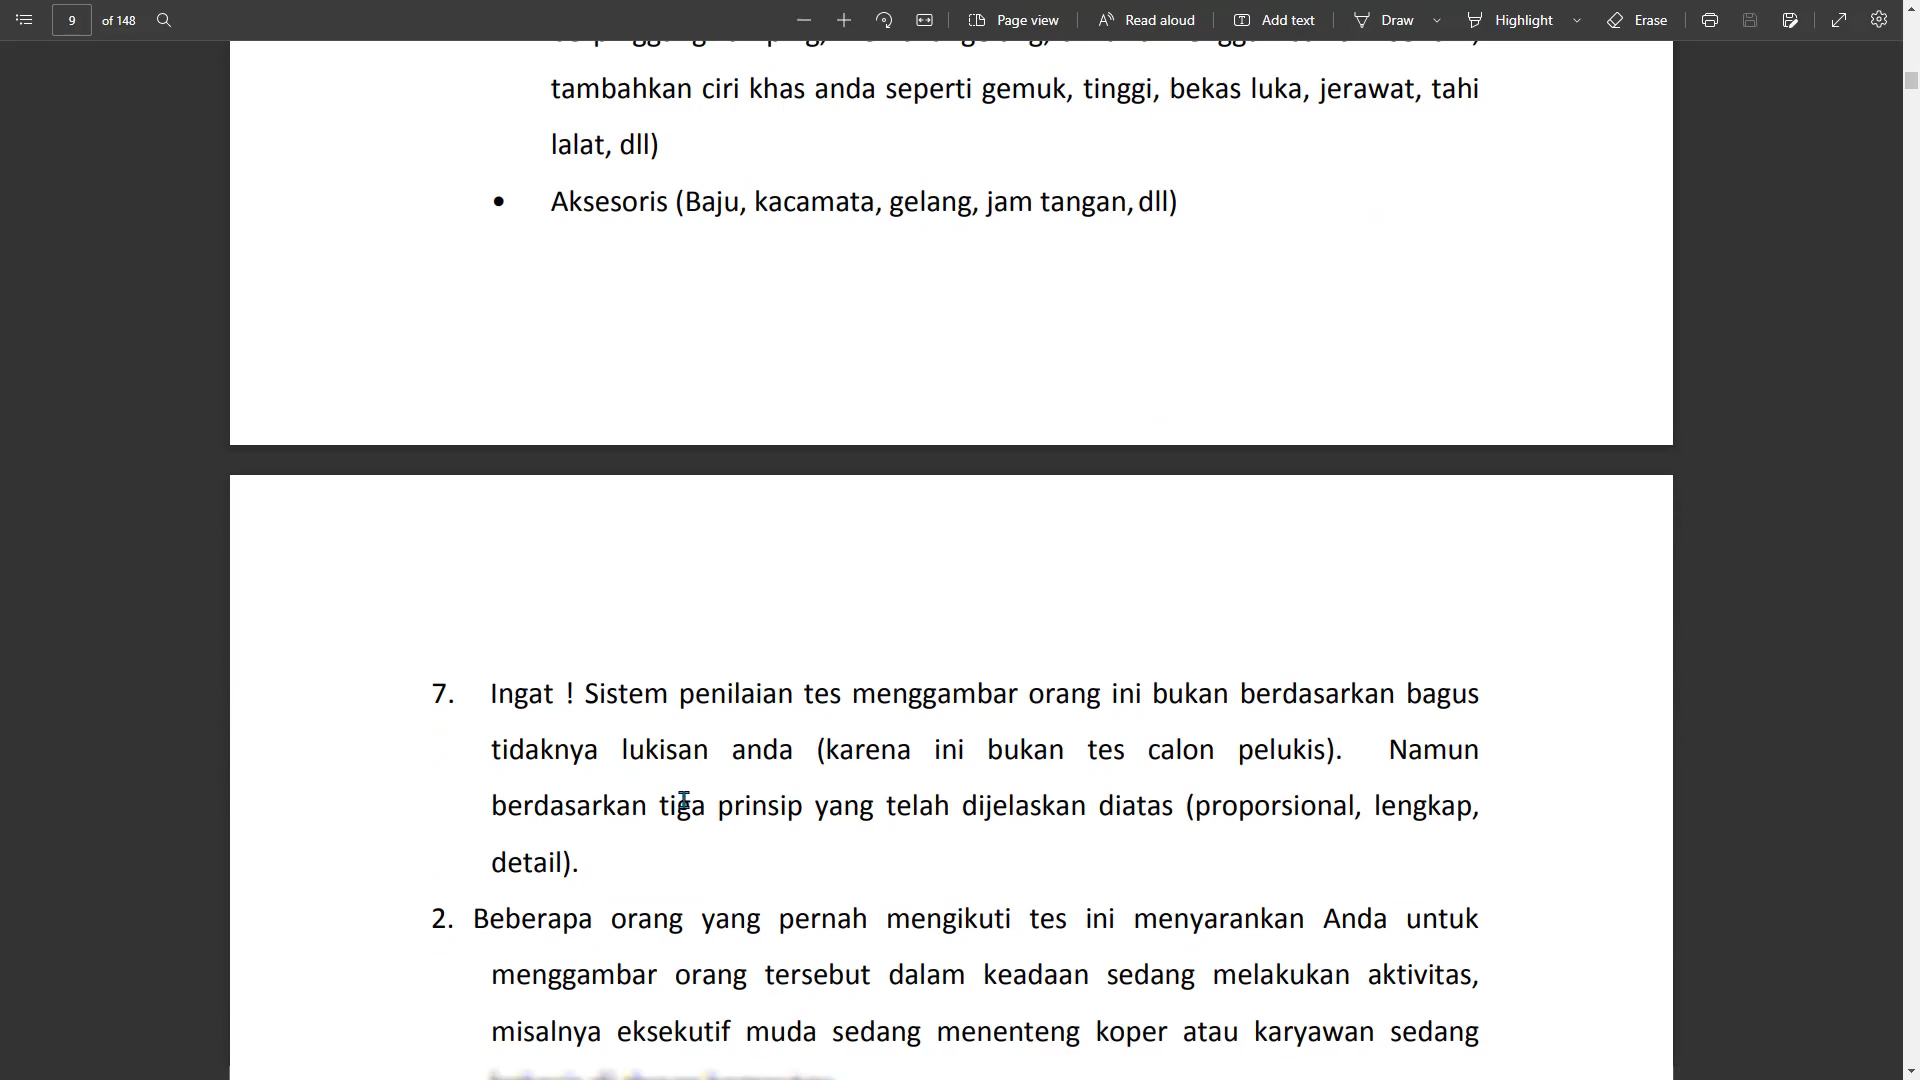 9 of 148 Page view Read aloud Add text Draw Highlight Erase
tambahkan ciri khas anda seperti gemuk, tinggi, bekas luka, jerawat, tahi
lalat, dll)
• Aksesoris (Baju, kacamata, gelang, jam tangan, dll)
7. Ingat ! Sistem penilaian tes menggambar orang ini bukan berdasarkan bagus
tidaknya lukisan anda (karena ini bukan tes calon pelukis). Namun
berdasarkan tiga prinsip yang telah dijelaskan diatas (proporsional, lengkap,
detail).
2. Beberapa orang yang pernah mengikuti tes ini menyarankan Anda untuk
menggambar orang tersebut dalam keadaan sedang melakukan aktivitas,
misalnya eksekutif muda sedang menenteng koper atau karyawan sedang